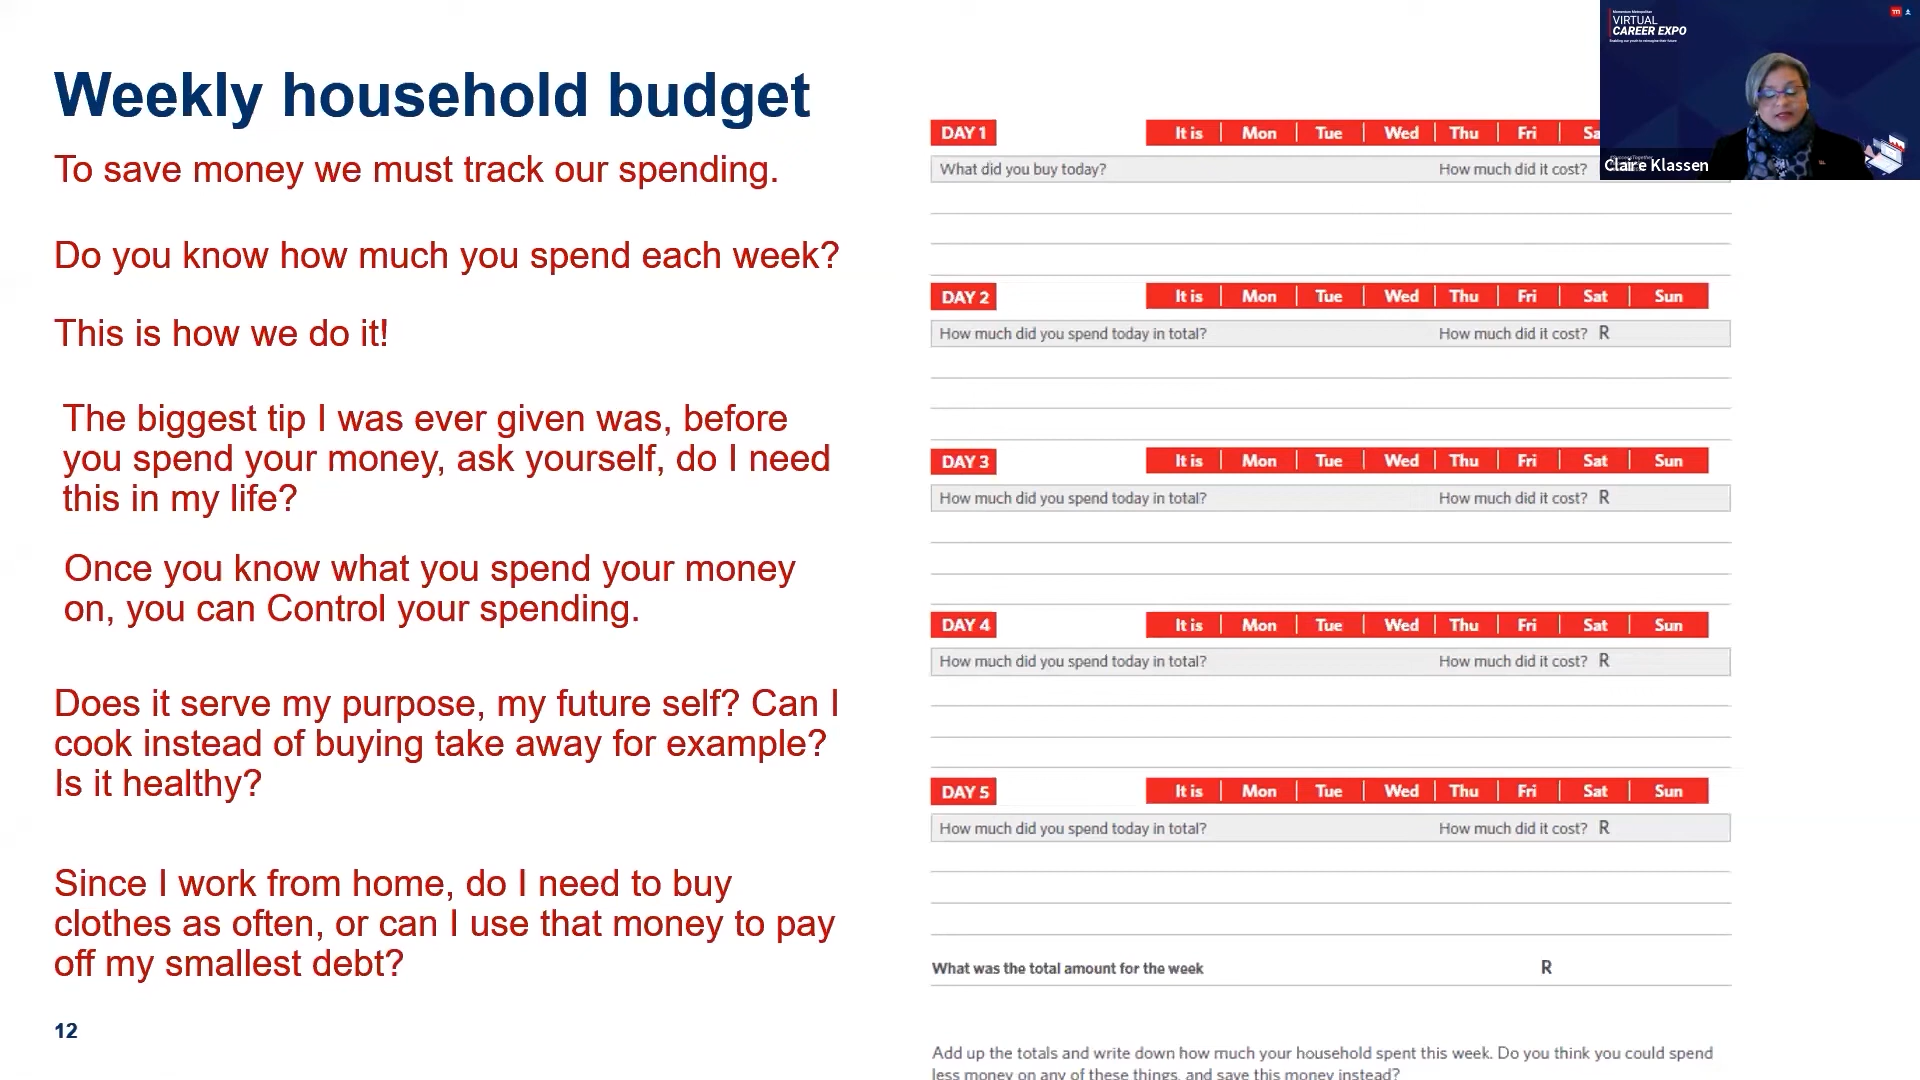 Weekly household budget
To save money we must track our spending.
Do you know how much you spend each week?
This is how we do it!
The biggest tip I was ever given was, before
you spend your money, ask yourself, do I need
this in my life?
Once you know what you spend your money
on, you can Control your spending.
Does it serve my purpose, my future self? Can I
cook instead of buying take away for example?
Is it healthy?
Since I work from home, do I need to buy
clothes as often, or can I use that money to pay
off my smallest debt?
12
DAY 1 It is Mon Tue Wed Thu Fri Sa
What did you buy today? How much did it cost?
DAY 2 It is Mon Tue Wed Thu Fri Sat Sun
How much did you spend today in total? How much did it cost? R
DAY 3 It is Mon Tue Wed Thu Fri Sat Sun
How much did you spend today in total? How much did it cost? R
DAY 4 It is Mon Tue Wed Thu Fri Sat Sun
How much did you spend today in total? How much did it cost? R
DAY 5 It is Mon Tue Wed Thu Fri Sat Sun
How much did you spend today in total? How much did it cost? R
What was the total amount for the week R
Add up the totals and write down how much your household spent this week. Do you think you could spend
less money on any of these things, and save this money instead?
Momentum Metropolitan
VIRTUAL
CAREER EXPO
Enabling our youth to reimagine their future
Claire Klassen